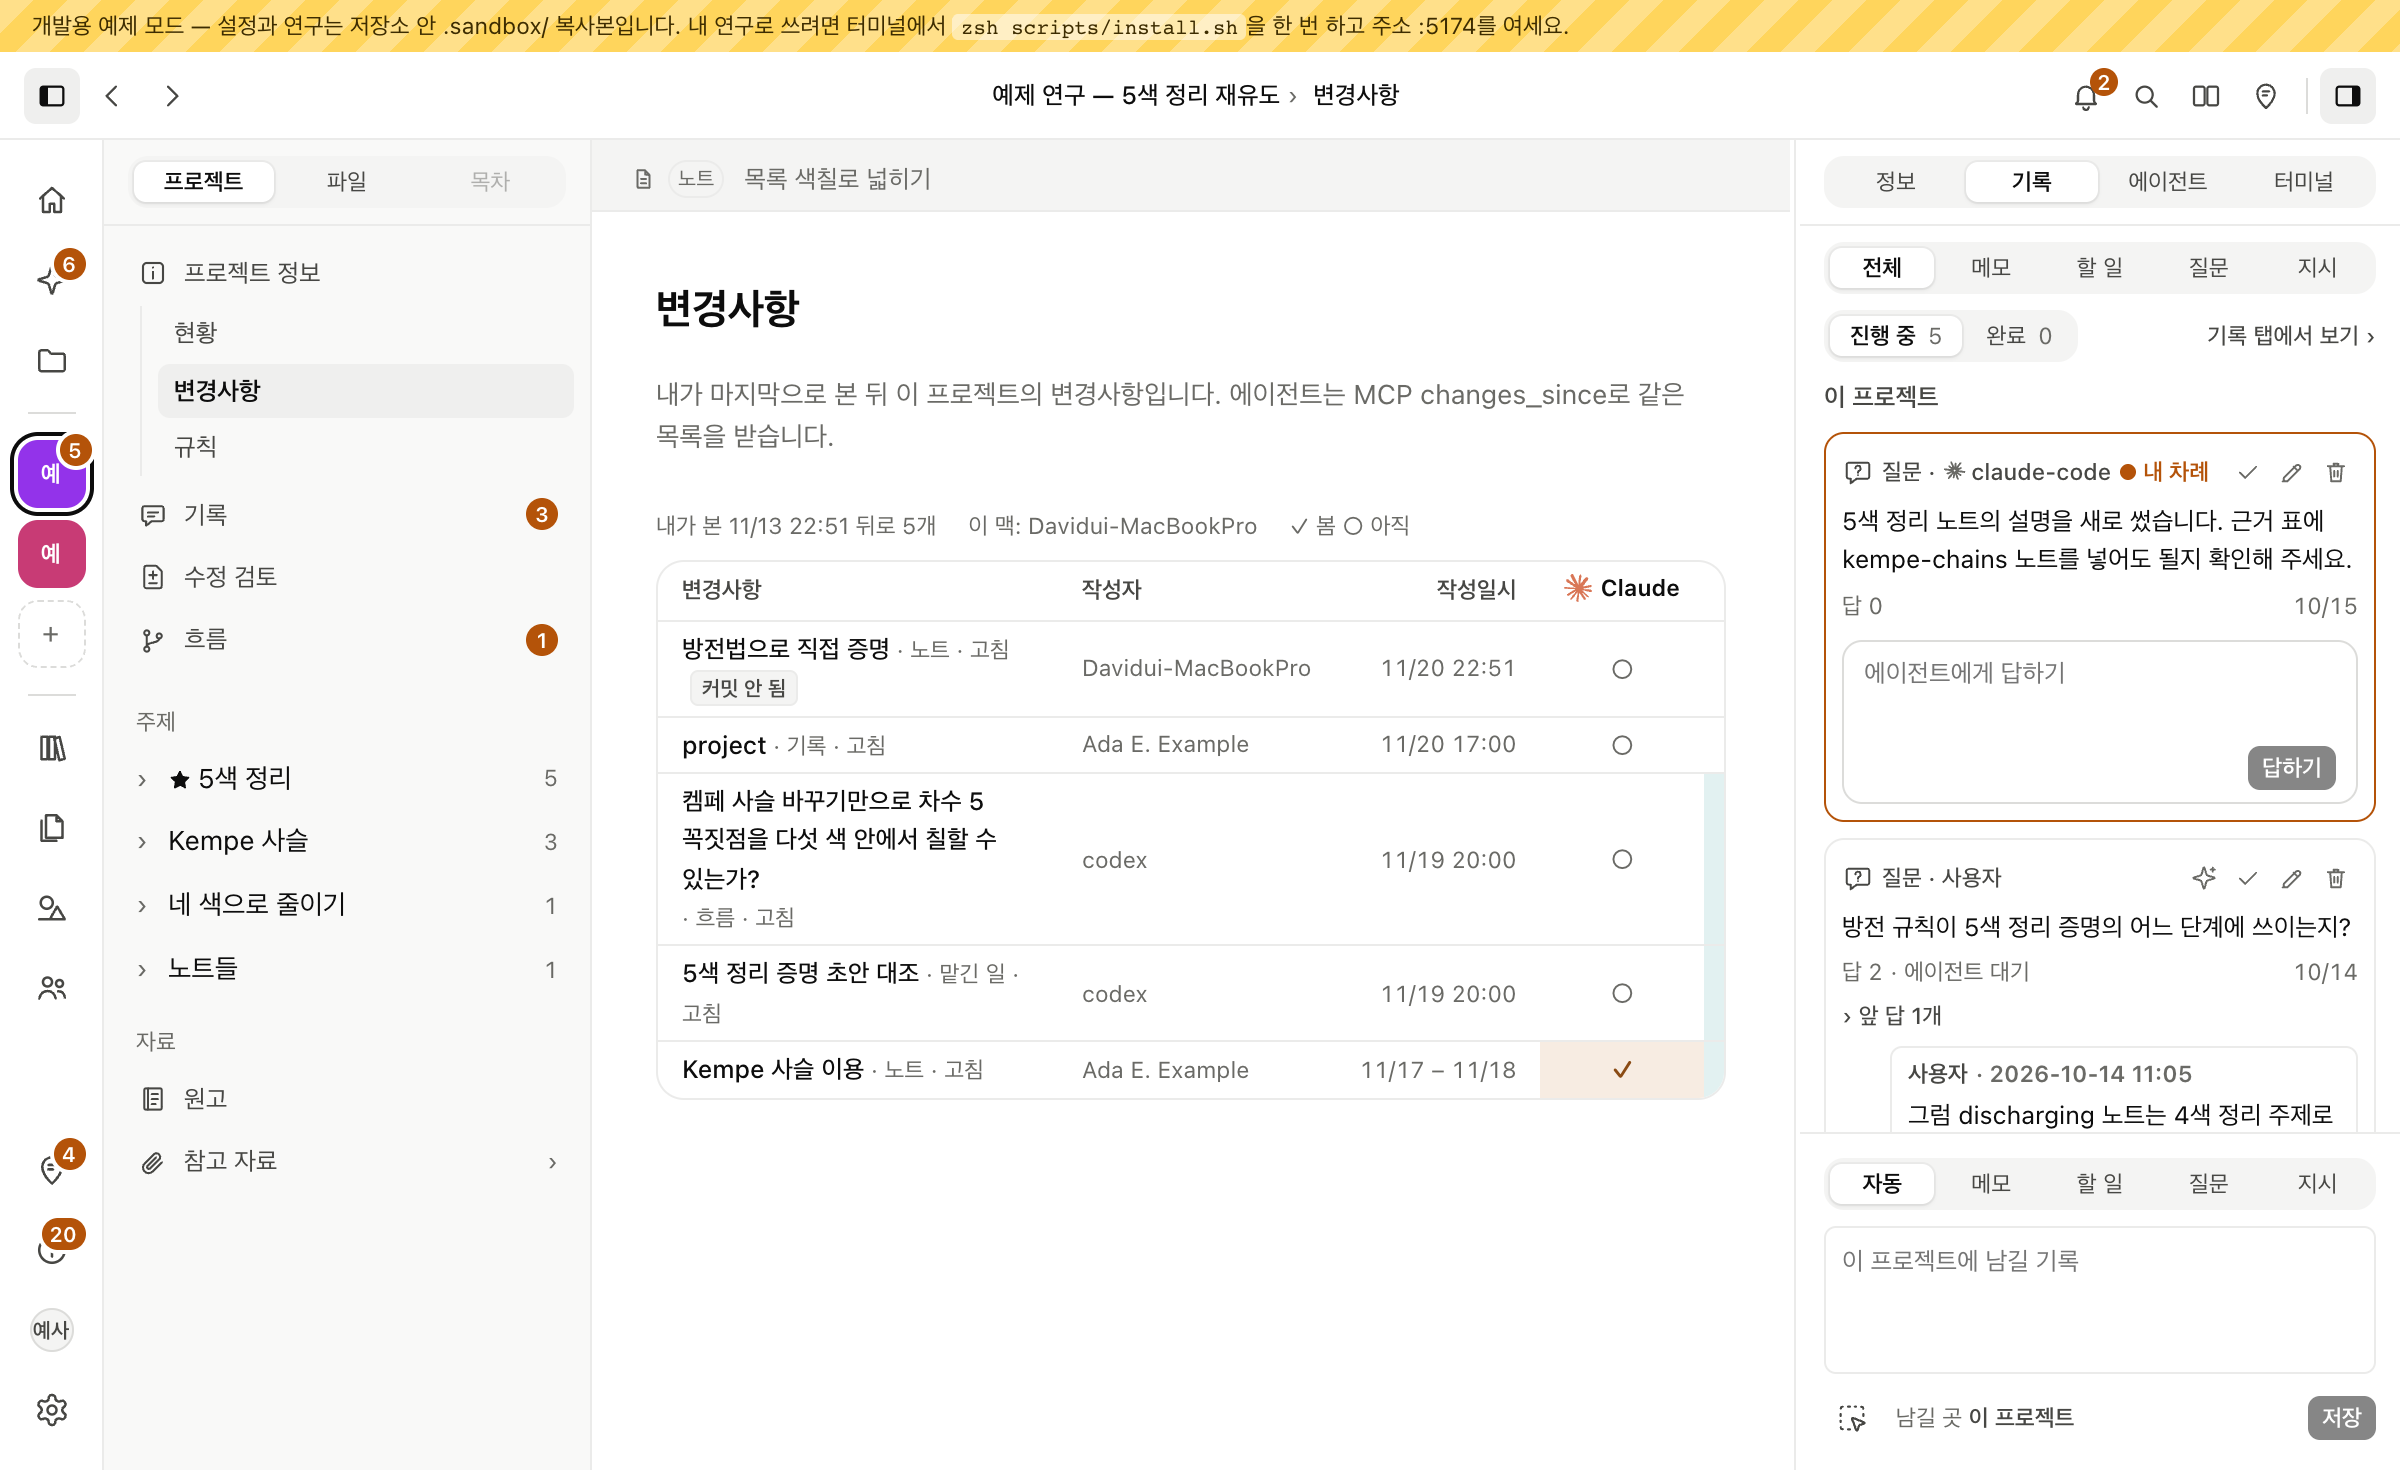 개발용 예제 모드 — 설정과 연구는 저장소 안 .sandbox/ 복사본입니다. 내 연구로 쓰려면 터미널에서 zsh scripts/install.sh을 한 번 하고 주소 :5174를 여세요.
예제 연구 — 5색 정리 재유도 › 변경사항
2
6
5
예
예
+
4
20
예사
프로젝트 파일 목차
프로젝트 정보
현황
변경사항
규칙
기록 3
수정 검토
흐름 1
주제
› ★ 5색 정리 5
› Kempe 사슬 3
› 네 색으로 줄이기 1
› 노트들 1
자료
원고
참고 자료 ›
노트 목록 색칠로 넓히기
변경사항
내가 마지막으로 본 뒤 이 프로젝트의 변경사항입니다. 에이전트는 MCP changes_since로 같은
목록을 받습니다.
내가 본 11/13 22:51 뒤로 5개 이 맥: Davidui-MacBookPro ✓ 봄 ○ 아직
변경사항 작성자 작성일시 Claude
방전법으로 직접 증명 · 노트 · 고침
커밋 안 됨
Davidui-MacBookPro 11/20 22:51 ○
project · 기록 · 고침 Ada E. Example 11/20 17:00 ○
켐페 사슬 바꾸기만으로 차수 5
꼭짓점을 다섯 색 안에서 칠할 수
있는가?
· 흐름 · 고침
codex 11/19 20:00 ○
5색 정리 증명 초안 대조 · 맡긴 일 ·
고침
codex 11/19 20:00 ○
Kempe 사슬 이용 · 노트 · 고침 Ada E. Example 11/17 – 11/18 ✓
정보 기록 에이전트 터미널
전체 메모 할 일 질문 지시
진행 중 5 완료 0 기록 탭에서 보기 ›
이 프로젝트
질문 · claude-code ● 내 차례
5색 정리 노트의 설명을 새로 썼습니다. 근거 표에
kempe-chains 노트를 넣어도 될지 확인해 주세요.
답 0 10/15
에이전트에게 답하기
답하기
질문 · 사용자
방전 규칙이 5색 정리 증명의 어느 단계에 쓰이는지?
답 2 · 에이전트 대기 10/14
› 앞 답 1개
사용자 · 2026-10-14 11:05
그럼 discharging 노트는 4색 정리 주제로
자동 메모 할 일 질문 지시
이 프로젝트에 남길 기록
남길 곳 이 프로젝트
저장